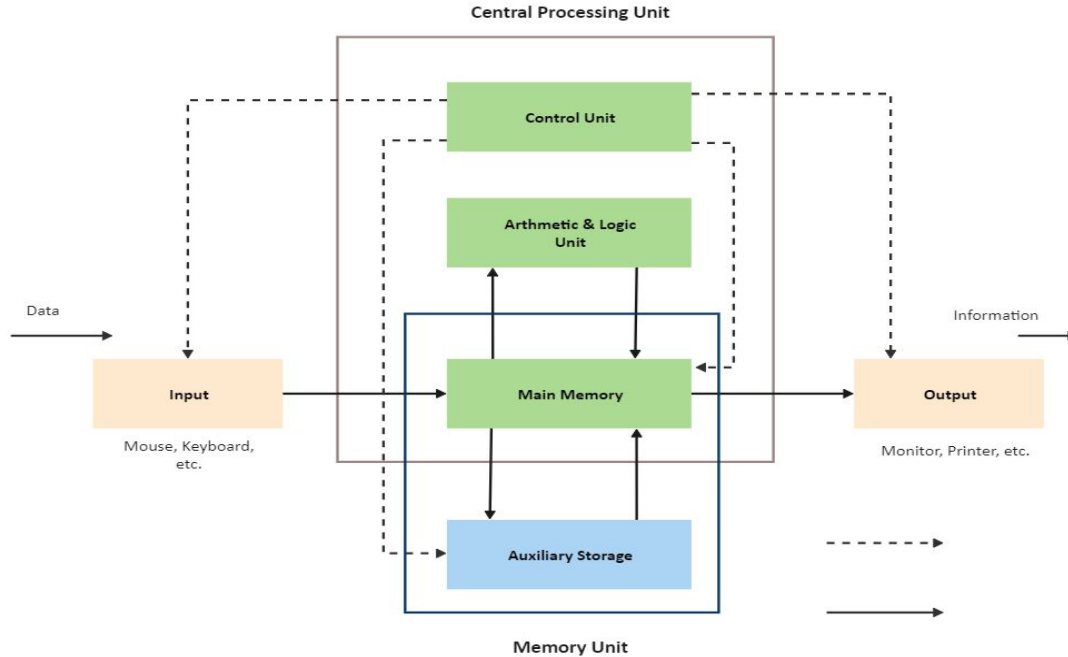 Central Processing Unit
Control Unit
Arthmetic & Logic
Unit
Data
Information
Input
Main Memory
Output
Mouse, Keyboard,
etc.
Monitor, Printer, etc.
Auxiliary Storage
Memory Unit